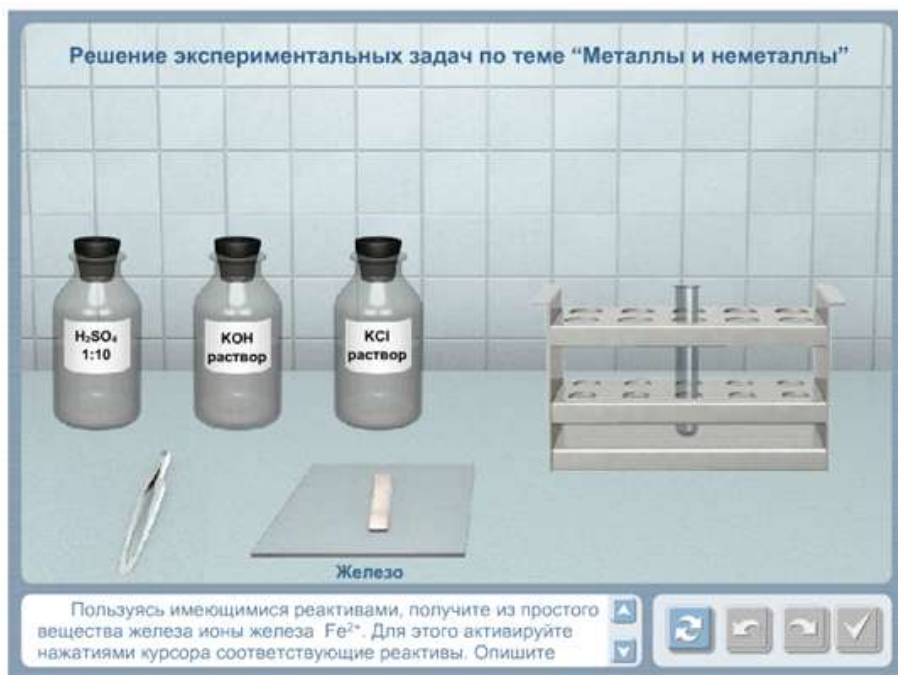 Решение экспериментальных задач по теме “Металлы и неметаллы”
H₂SO₄
1:10
KOH
раствор
KCl
раствор
Железо
Пользуясь имеющимися реактивами, получите из простого
вещества железа ионы железа Fe²⁺. Для этого активируйте
нажатиями курсора соответствующие реактивы. Опишите